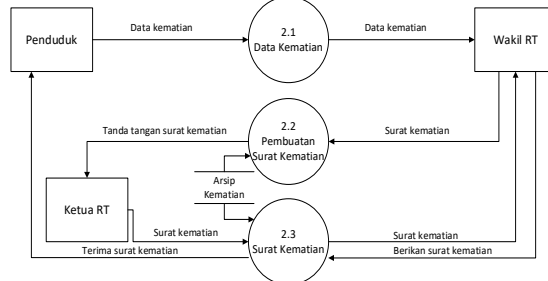 Penduduk
Data kematian
2.1
Data Kematian
Data kematian
Wakil RT
Tanda tangan surat kematian
2.2
Pembuatan
Surat Kematian
Surat kematian
Arsip
Kematian
Ketua RT
Surat kematian
2.3
Surat Kematian
Surat kematian
Terima surat kematian
Berikan surat kematian